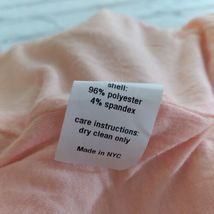 shell:
96% polyester
4% spandex
care instructions:
dry clean only
Made in NYC